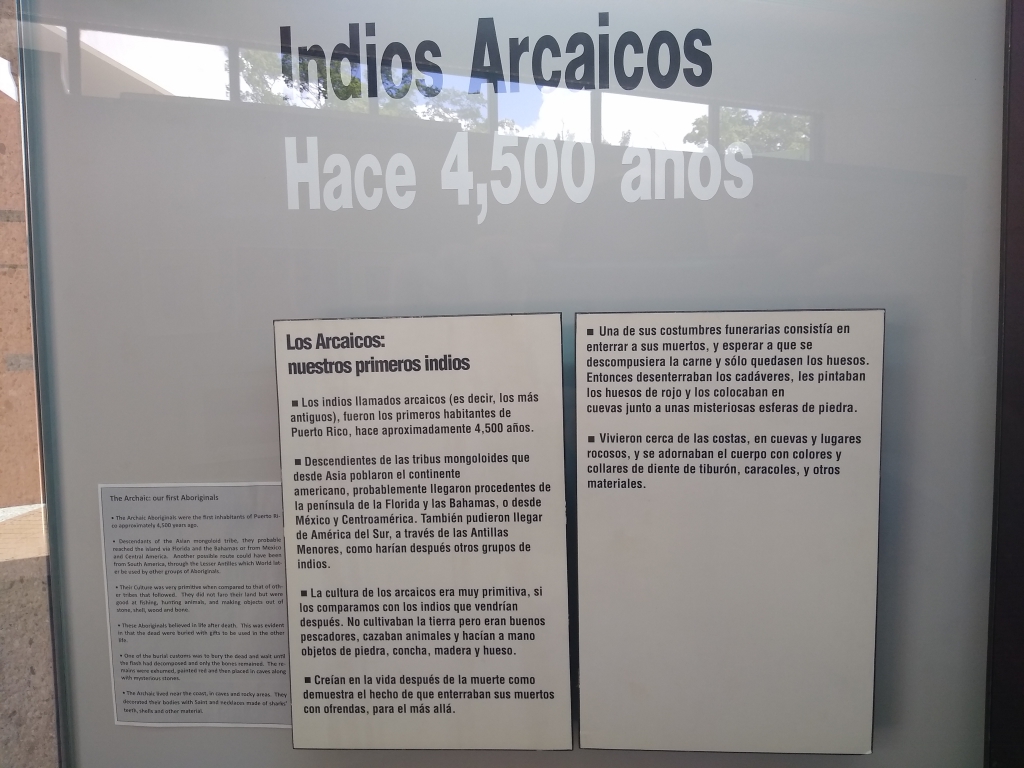 Indios Arcaicos
Hace 4,500 años
Los Arcaicos:
nuestros primeros indios
■ Los indios llamados arcaicos (es decir, los más
antiguos), fueron los primeros habitantes de
Puerto Rico, hace aproximadamente 4,500 años.
■ Descendientes de las tribus mongoloides que
desde Asia poblaron el continente
americano, probablemente llegaron procedentes de
la península de la Florida y las Bahamas, o desde
México y Centroamérica. También pudieron llegar
de América del Sur, a través de las Antillas
Menores, como harían después otros grupos de
indios.
■ La cultura de los arcaicos era muy primitiva, si
los comparamos con los indios que vendrían
después. No cultivaban la tierra pero eran buenos
pescadores, cazaban animales y hacían a mano
objetos de piedra, concha, madera y hueso.
■ Creían en la vida después de la muerte como
demuestra el hecho de que enterraban sus muertos
con ofrendas, para el más allá.
■ Una de sus costumbres funerarias consistía en
enterrar a sus muertos, y esperar a que se
descompusiera la carne y sólo quedasen los huesos.
Entonces desenterraban los cadáveres, les pintaban
los huesos de rojo y los colocaban en
cuevas junto a unas misteriosas esferas de piedra.
■ Vivieron cerca de las costas, en cuevas y lugares
rocosos, y se adornaban el cuerpo con colores y
collares de diente de tiburón, caracoles, y otros
materiales.
The Archaic: our first Aboriginals
• The Archaic Aboriginals were the first inhabitants of Puerto Ri-
co approximately 4,500 years ago.
• Descendants of the Asian mongoloid tribe, they probable
reached the island via Florida and the Bahamas or from Mexico
and Central America. Another possible route could have been
from South America, through the Lesser Antilles which World lat-
er be used by other groups of Aboriginals.
• Their Culture was very primitive when compared to that of oth-
er tribes that followed. They did not farm their land but were
good at fishing, hunting animals, and making objects out of
stone, shell, wood and bone.
• These Aboriginals believed in life after death. This was evident
in that the dead were buried with gifts to be used in the other
life.
• One of the burial customs was to bury the dead and wait until
the flesh had decomposed and only the bones remained. The re-
mains were exhumed, painted red and then placed in caves along
with mysterious stones.
• The Archaic lived near the coast, in caves and rocky areas. They
decorated their bodies with Saint and necklaces made of sharks'
teeth, shells and other material.